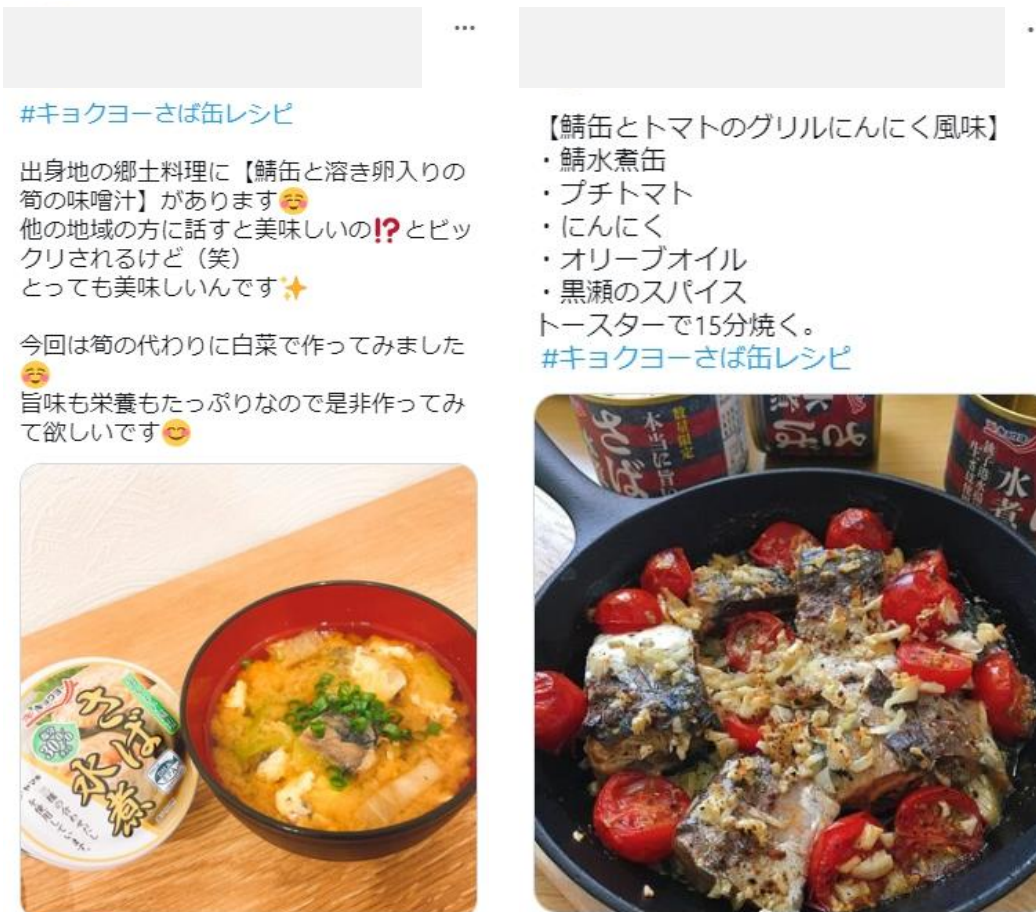 #キョクヨーさば缶レシピ
出身地の郷土料理に【鯖缶と溶き卵入りの
筍の味噌汁】があります😊
他の地域の方に話すと美味しいの⁉️とビッ
クリされるけど（笑）
とっても美味しいんです✨
今回は筍の代わりに白菜で作ってみました
😊
旨味も栄養もたっぷりなので是非作ってみ
て欲しいです😊
さば
水煮
30%
【鯖缶とトマトのグリルにんにく風味】
・鯖水煮缶
・プチトマト
・にんにく
・オリーブオイル
・黒瀬のスパイス
トースターで15分焼く。
#キョクヨーさば缶レシピ
数量限定
本当に旨い
さば
さば
水煮